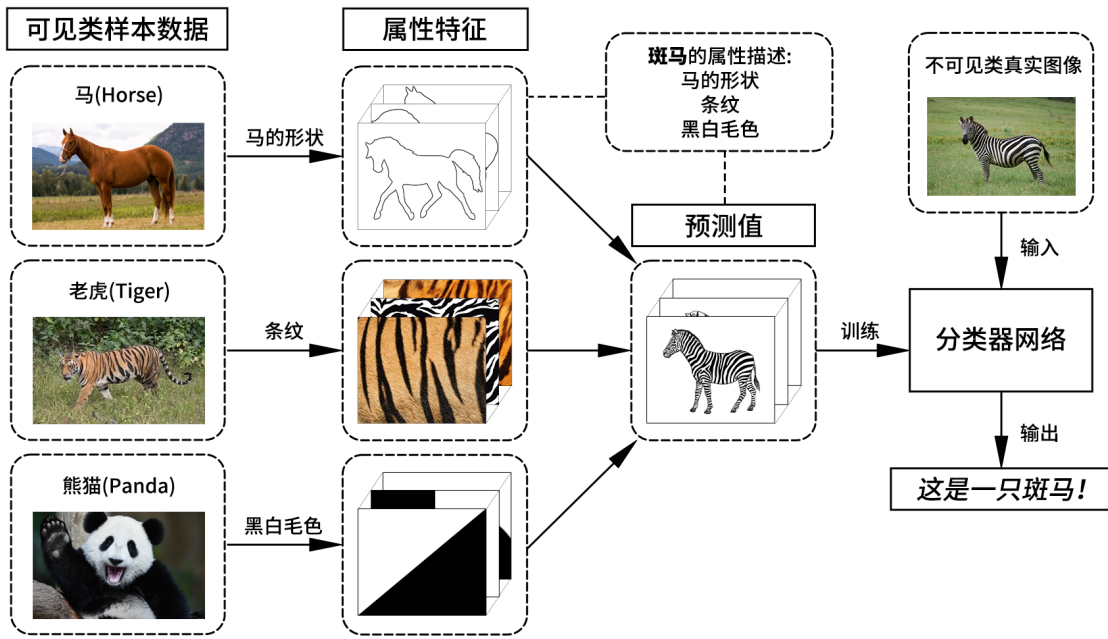 可见类样本数据
属性特征
马(Horse)
马的形状
斑马的属性描述:
马的形状
条纹
黑白毛色
不可见类真实图像
预测值
输入
老虎(Tiger)
条纹
训练
分类器网络
输出
熊猫(Panda)
黑白毛色
这是一只斑马!